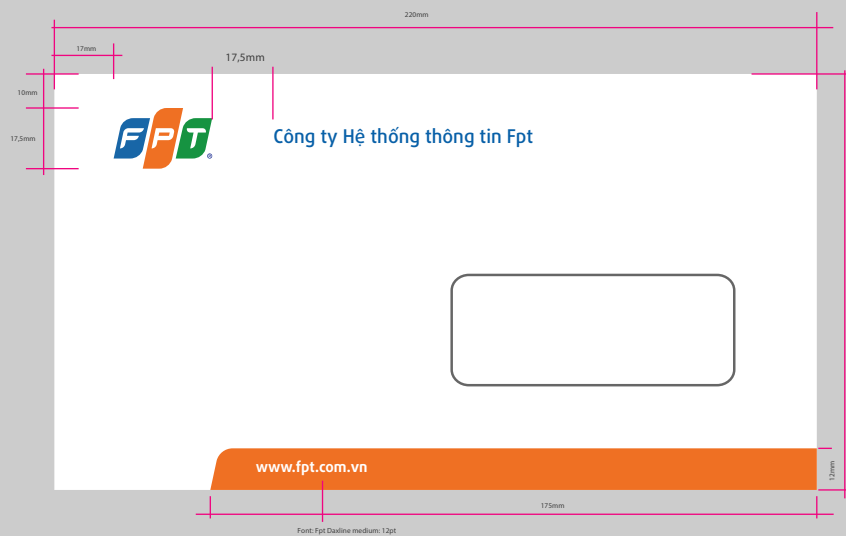 220mm
17mm
17,5mm
10mm
17,5mm
FPT®
Công ty Hệ thống thông tin Fpt
www.fpt.com.vn
12mm
175mm
Font: Fpt Daxline medium: 12pt